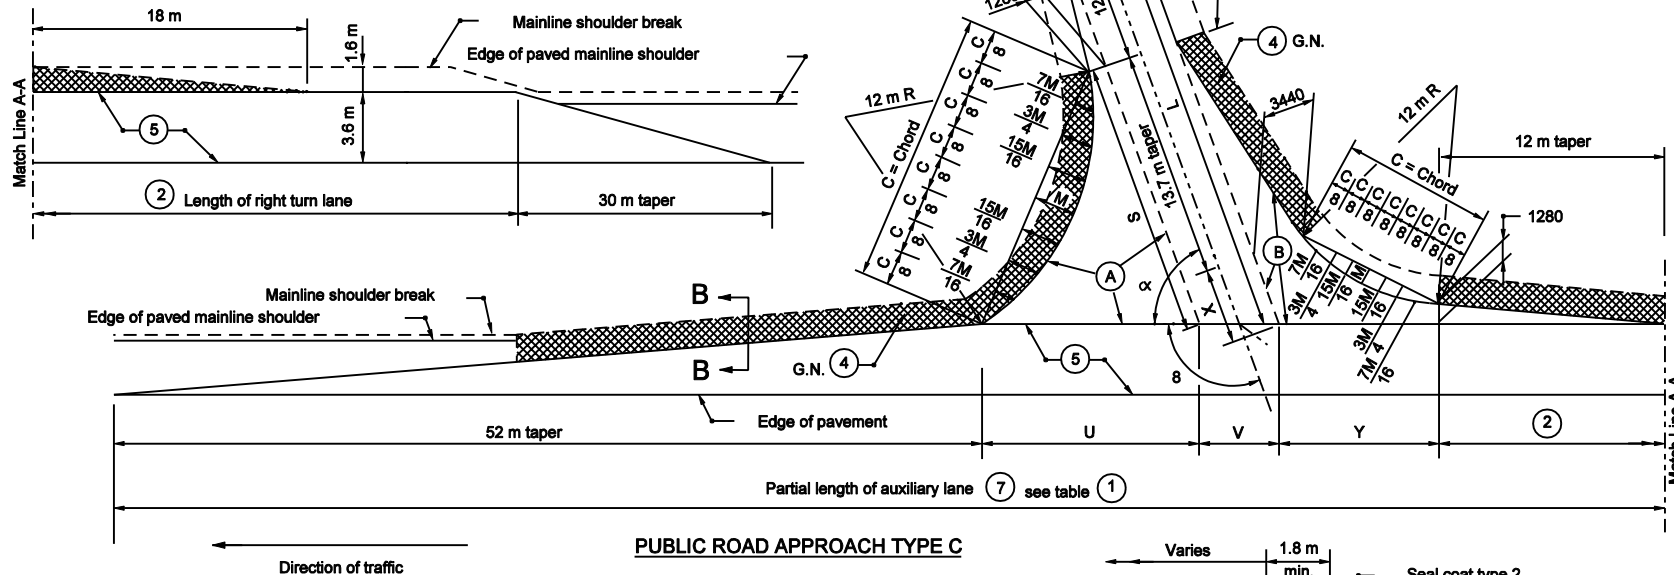 18 m
1.6 m
Mainline shoulder break
Edge of paved mainline shoulder
Match Line A-A
5
3.6 m
2 Length of right turn lane
30 m taper
C/8 C/8 C/8 C/8 C/8 C/8 C/8 C/8
C = Chord
12 m R
7M/16
3M/4
15M/16
M
15M/16
3M/4
7M/16
S
13.7 m taper
L
X
α
A
B
4 G.N.
3440
12 m R
C = Chord
C/8 C/8 C/8 C/8 C/8 C/8 C/8 C/8
12 m taper
1280
7M/16
3M/4
15M/16
M
15M/16
3M/4
7M/16
Mainline shoulder break
Edge of paved mainline shoulder
B
B
G.N. 4
5
8
Edge of pavement
52 m taper
U
V
Y
2
Partial length of auxiliary lane 7 see table 1
PUBLIC ROAD APPROACH TYPE C
Direction of traffic
Varies
1.8 m
min.
Seal coat type 2